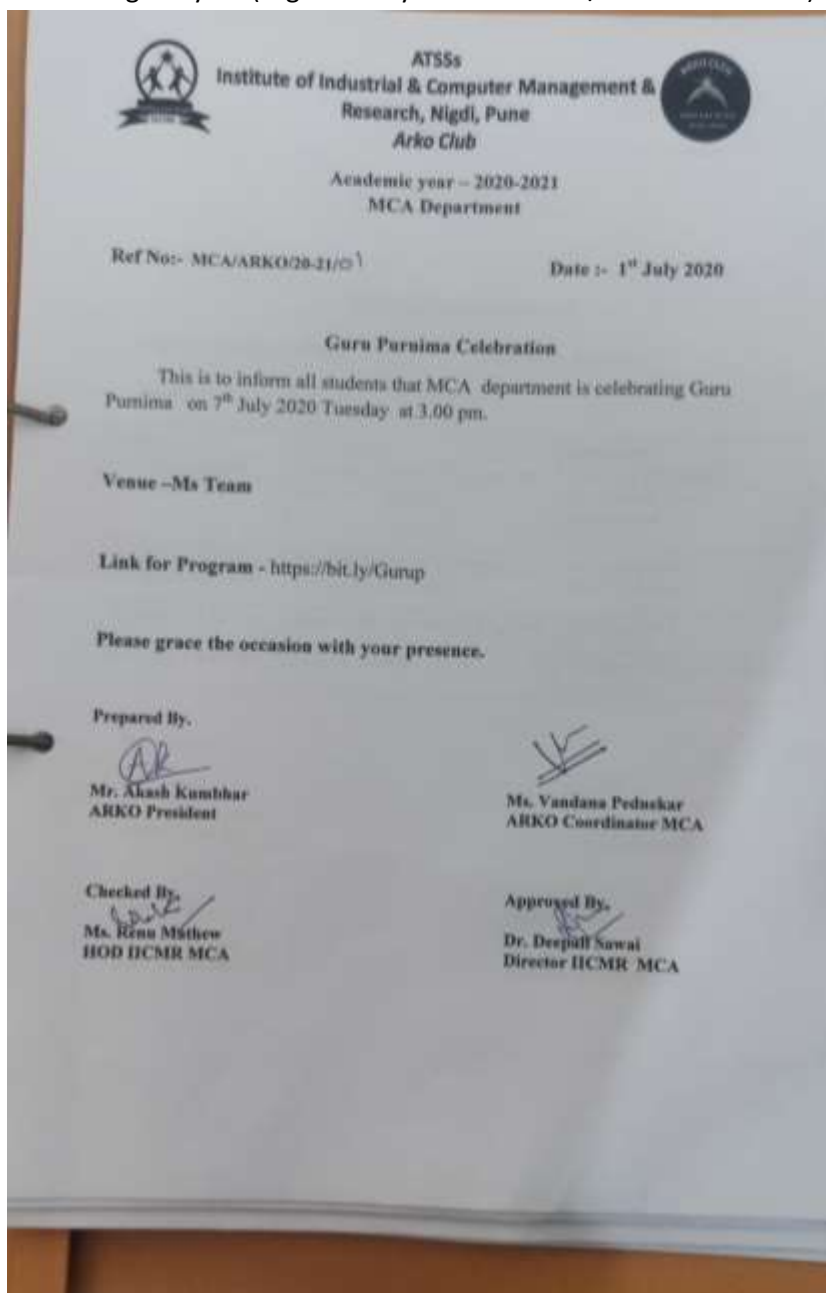 ATSSs
Institute of Industrial & Computer Management &
Research, Nigdi, Pune
Arko Club
Academic year – 2020-2021
MCA Department
Ref No:- MCA/ARKO/20-21/01
Date :- 1st July 2020
Guru Purnima Celebration
This is to inform all students that MCA department is celebrating Guru
Purnima on 7th July 2020 Tuesday at 3.00 pm.
Venue –Ms Team
Link for Program - https://bit.ly/Gurup
Please grace the occasion with your presence.
Prepared By.
Mr. Akash Kumbhar
ARKO President
Ms. Vandana Peduskar
ARKO Coordinator MCA
Checked By,
Ms. Renu Mathew
HOD IICMR MCA
Approved By,
Dr. Deepali Sawai
Director IICMR MCA